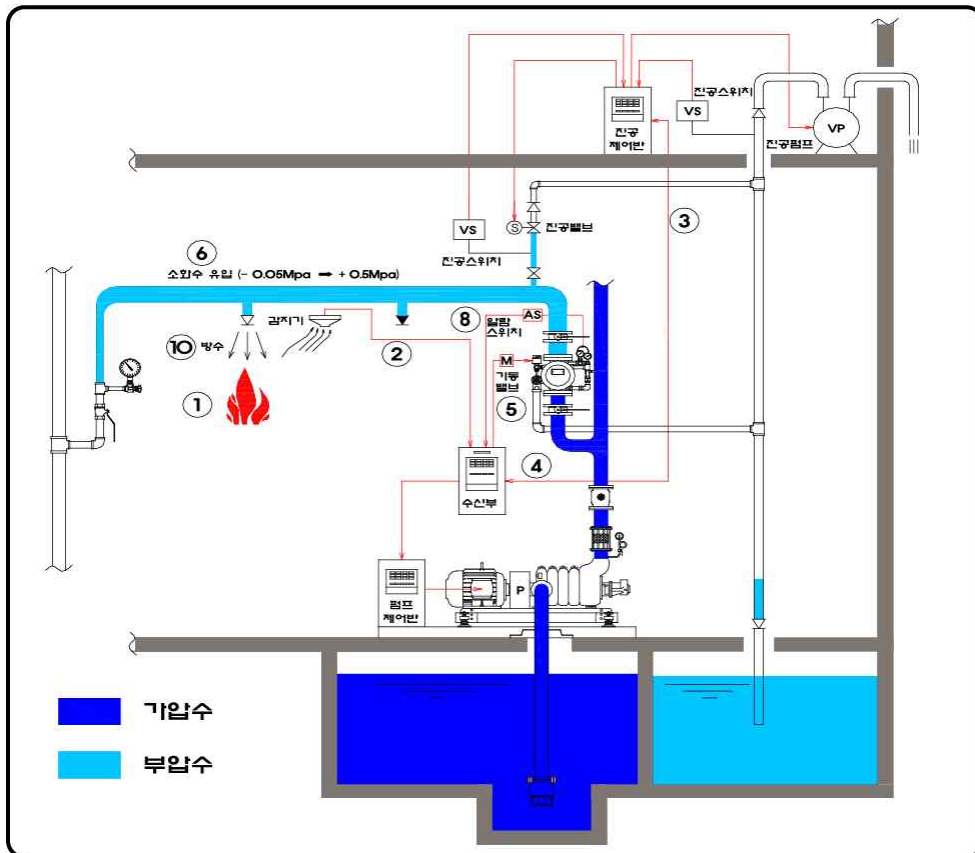 진공스위치
VS
VP
진공펌프
진공
제어반
③
VS
S
진공밸브
진공스위치
⑥
소화수 유입 (- 0.05Mpa ➡ + 0.5Mpa)
감지기
⑧
AS
알람
스위치
⑩ 방수
②
M
기동
밸브
①
⑤
④
수신부
P
펌프
제어반
가압수
부압수